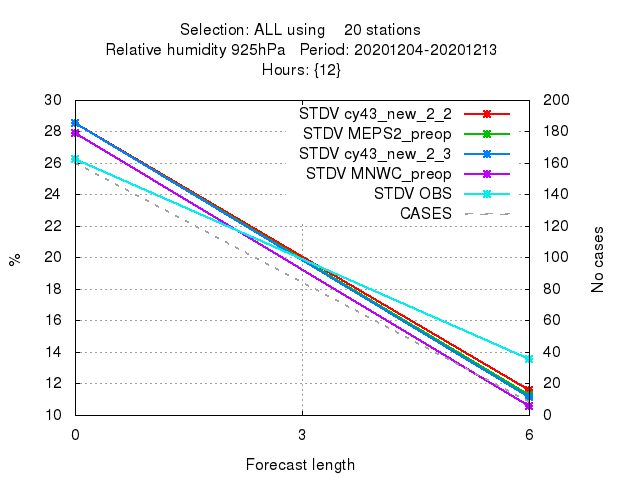 Selection: ALL using    20 stations
Relative humidity 925hPa   Period: 20201204-20201213
Hours: {12}
STDV cy43_new_2_2
STDV MEPS2_preop
STDV cy43_new_2_3
STDV MNWC_preop
STDV OBS
CASES
30
28
26
24
22
20
18
16
14
12
10
%
200
180
160
140
120
100
80
60
40
20
0
No cases
0 3 6
Forecast length